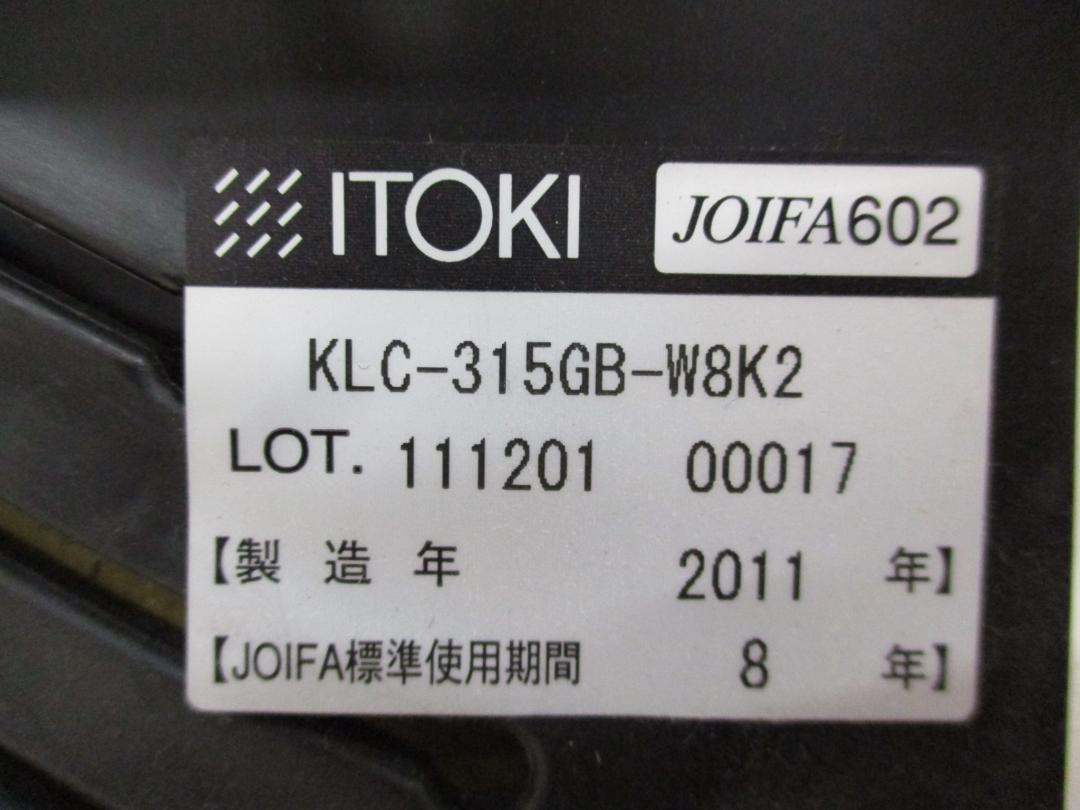 ITOKI JOIFA602
KLC-315GB-W8K2
LOT. 111201 00017
【製造年 2011 年】
【JOIFA標準使用期間 8 年】